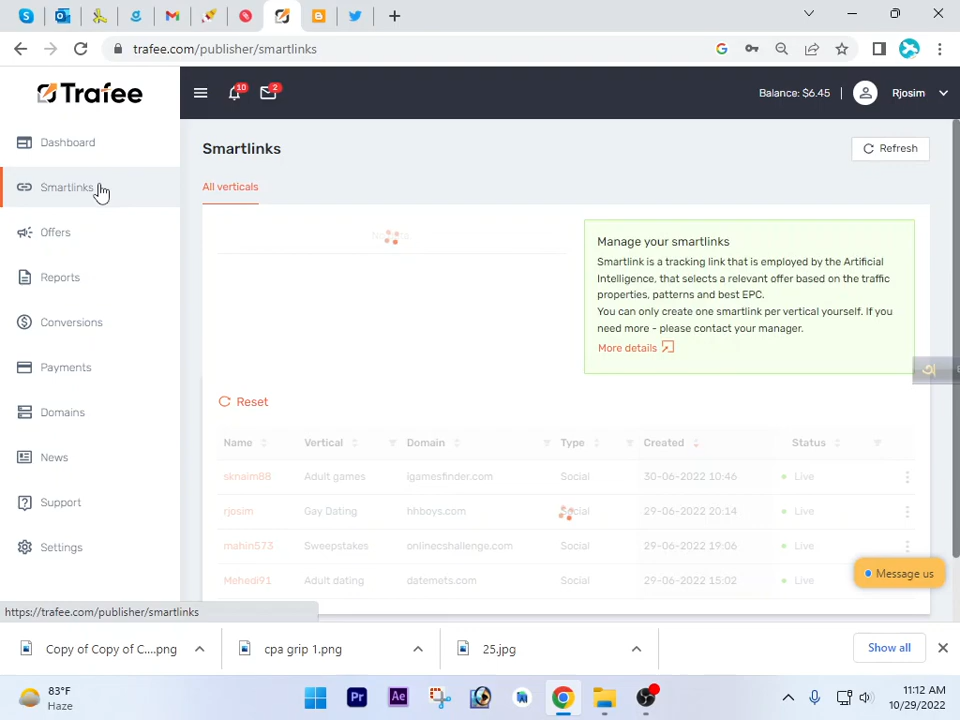 trafee.com/publisher/smartlinks
Trafee
10
2
Balance: $6.45
Rjosim
Dashboard
Smartlinks
Offers
Reports
Conversions
Payments
Domains
News
Support
Settings
Smartlinks
Refresh
All verticals
Manage your smartlinks
Smartlink is a tracking link that is employed by the Artificial
Intelligence, that selects a relevant offer based on the traffic
properties, patterns and best EPC.
You can only create one smartlink per vertical yourself. If you
need more - please contact your manager.
More details
অ
Reset
Name Vertical Domain Type Created Status
sknaim88 Adult games igamesfinder.com Social 30-06-2022 10:46 Live
rjosim Gay Dating hhboys.com Social 29-06-2022 20:14 Live
mahin573 Sweepstakes onlinecshallenge.com Social 29-06-2022 19:06 Live
Mehedi91 Adult dating datemots.com Social 29-06-2022 15:02 Live
Message us
https://trafee.com/publisher/smartlinks
Copy of Copy of C....png
cpa grip 1.png
25.jpg
Show all
83°F
Haze
Pr
Ae
11:12 AM
10/29/2022